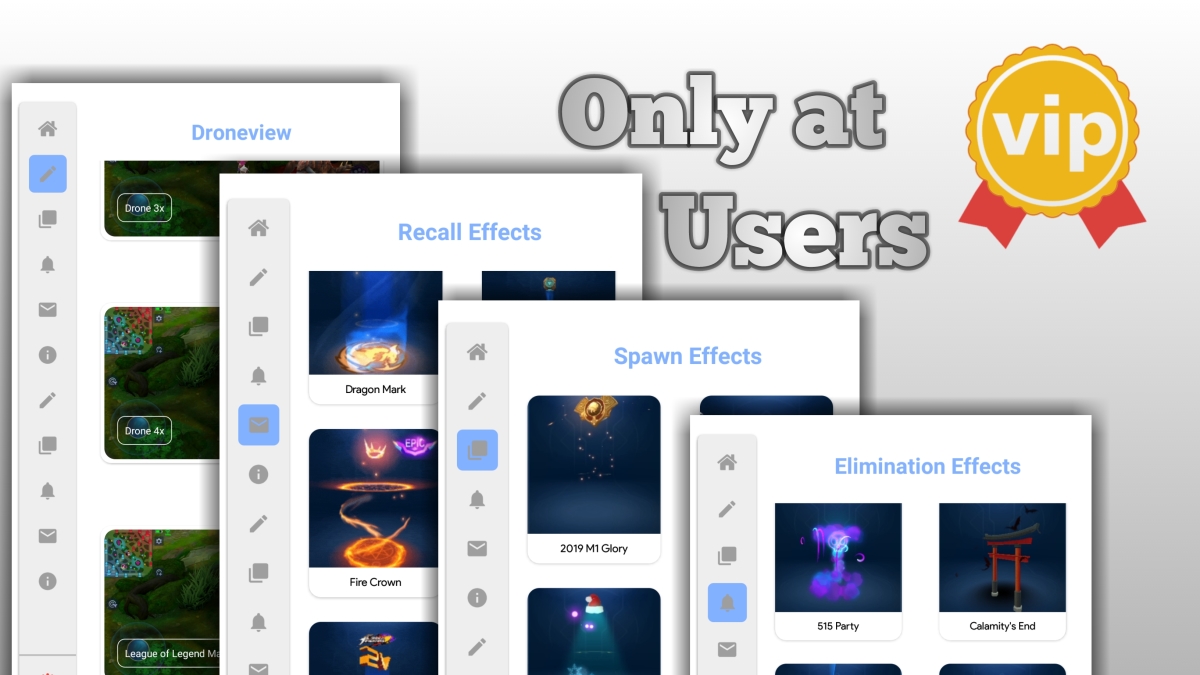 Only at
Users
vip
Droneview
Drone 3x
Drone 4x
League of Legend
Recall Effects
Dragon Mark
EPIC
Fire Crown
Spawn Effects
2019 M1 Glory
Elimination Effects
515 Party
Calamity's End